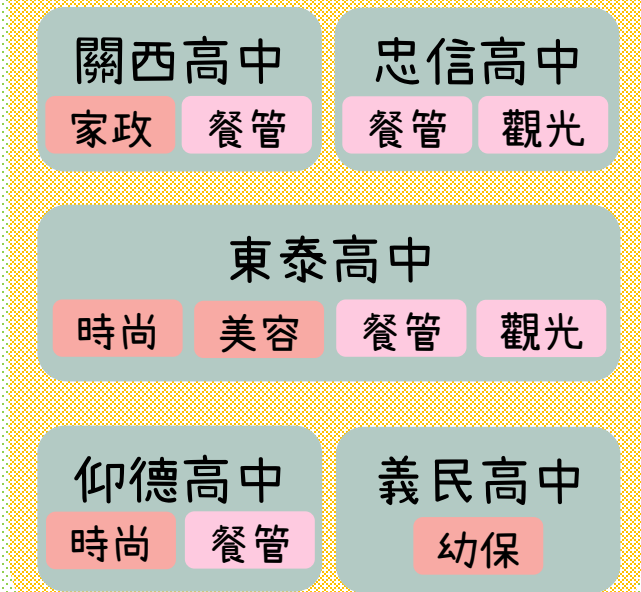 關西高中
家政 餐管
忠信高中
餐管 觀光
東泰高中
時尚 美容 餐管 觀光
仰德高中
時尚 餐管
義民高中
幼保